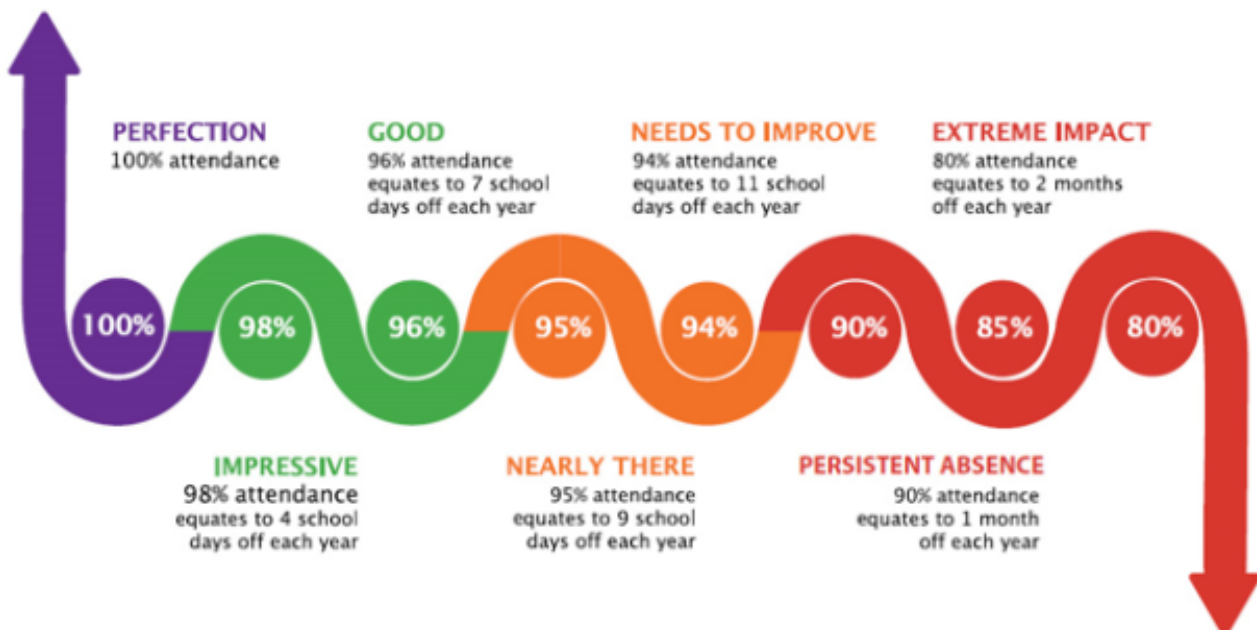 PERFECTION
100% attendance
GOOD
96% attendance
equates to 7 school
days off each year
NEEDS TO IMPROVE
94% attendance
equates to 11 school
days off each year
EXTREME IMPACT
80% attendance
equates to 2 months
off each year
100%
98%
96%
95%
94%
90%
85%
80%
IMPRESSIVE
98% attendance
equates to 4 school
days off each year
NEARLY THERE
95% attendance
equates to 9 school
days off each year
PERSISTENT ABSENCE
90% attendance
equates to 1 month
off each year